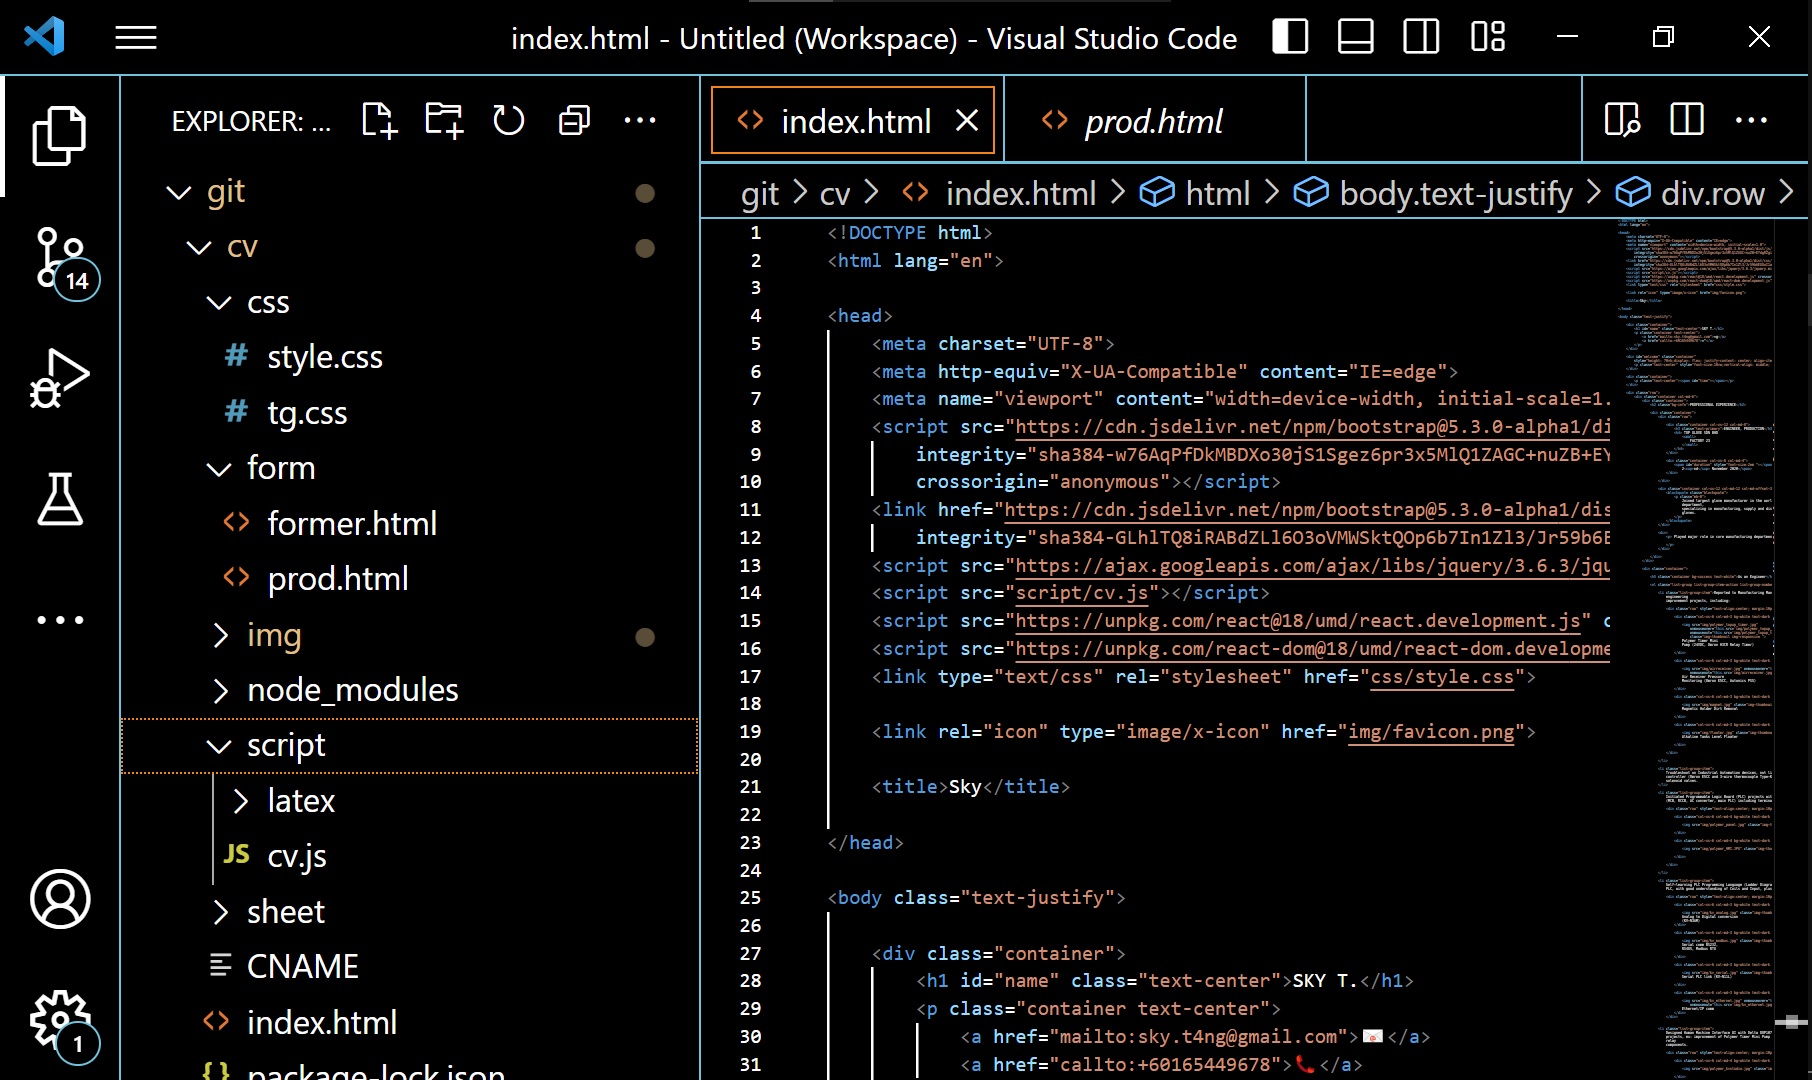 index.html - Untitled (Workspace) - Visual Studio Code
EXPLORER: ...
git
cv
css
# style.css
# tg.css
form
<> former.html
<> prod.html
img
node_modules
script
latex
JS cv.js
sheet
CNAME
<> index.html
{} package-lock.json
14
1
<> index.html
<> prod.html
git > cv > <> index.html > html > body.text-justify > div.row >
1 <!DOCTYPE html>
2 <html lang="en">
3
4 <head>
5 <meta charset="UTF-8">
6 <meta http-equiv="X-UA-Compatible" content="IE=edge">
7 <meta name="viewport" content="width=device-width, initial-scale=1.
8 <script src="https://cdn.jsdelivr.net/npm/bootstrap@5.3.0-alpha1/di
9 integrity="sha384-w76AqPfDkMBDXo30jS1Sgez6pr3x5MlQ1ZAGC+nuZB+EY
10 crossorigin="anonymous"></script>
11 <link href="https://cdn.jsdelivr.net/npm/bootstrap@5.3.0-alpha1/dis
12 integrity="sha384-GLhlTQ8iRABdZLl6O3oVMWSktQOp6b7In1Zl3/Jr59b6E
13 <script src="https://ajax.googleapis.com/ajax/libs/jquery/3.6.3/jqu
14 <script src="script/cv.js"></script>
15 <script src="https://unpkg.com/react@18/umd/react.development.js" c
16 <script src="https://unpkg.com/react-dom@18/umd/react-dom.developme
17 <link type="text/css" rel="stylesheet" href="css/style.css">
18
19 <link rel="icon" type="image/x-icon" href="img/favicon.png">
20
21 <title>Sky</title>
22
23 </head>
24
25 <body class="text-justify">
26
27 <div class="container">
28 <h1 id="name" class="text-center">SKY T.</h1>
29 <p class="container text-center">
30 <a href="mailto:sky.t4ng@gmail.com">📧</a>
31 <a href="callto:+60165449678">📞</a>